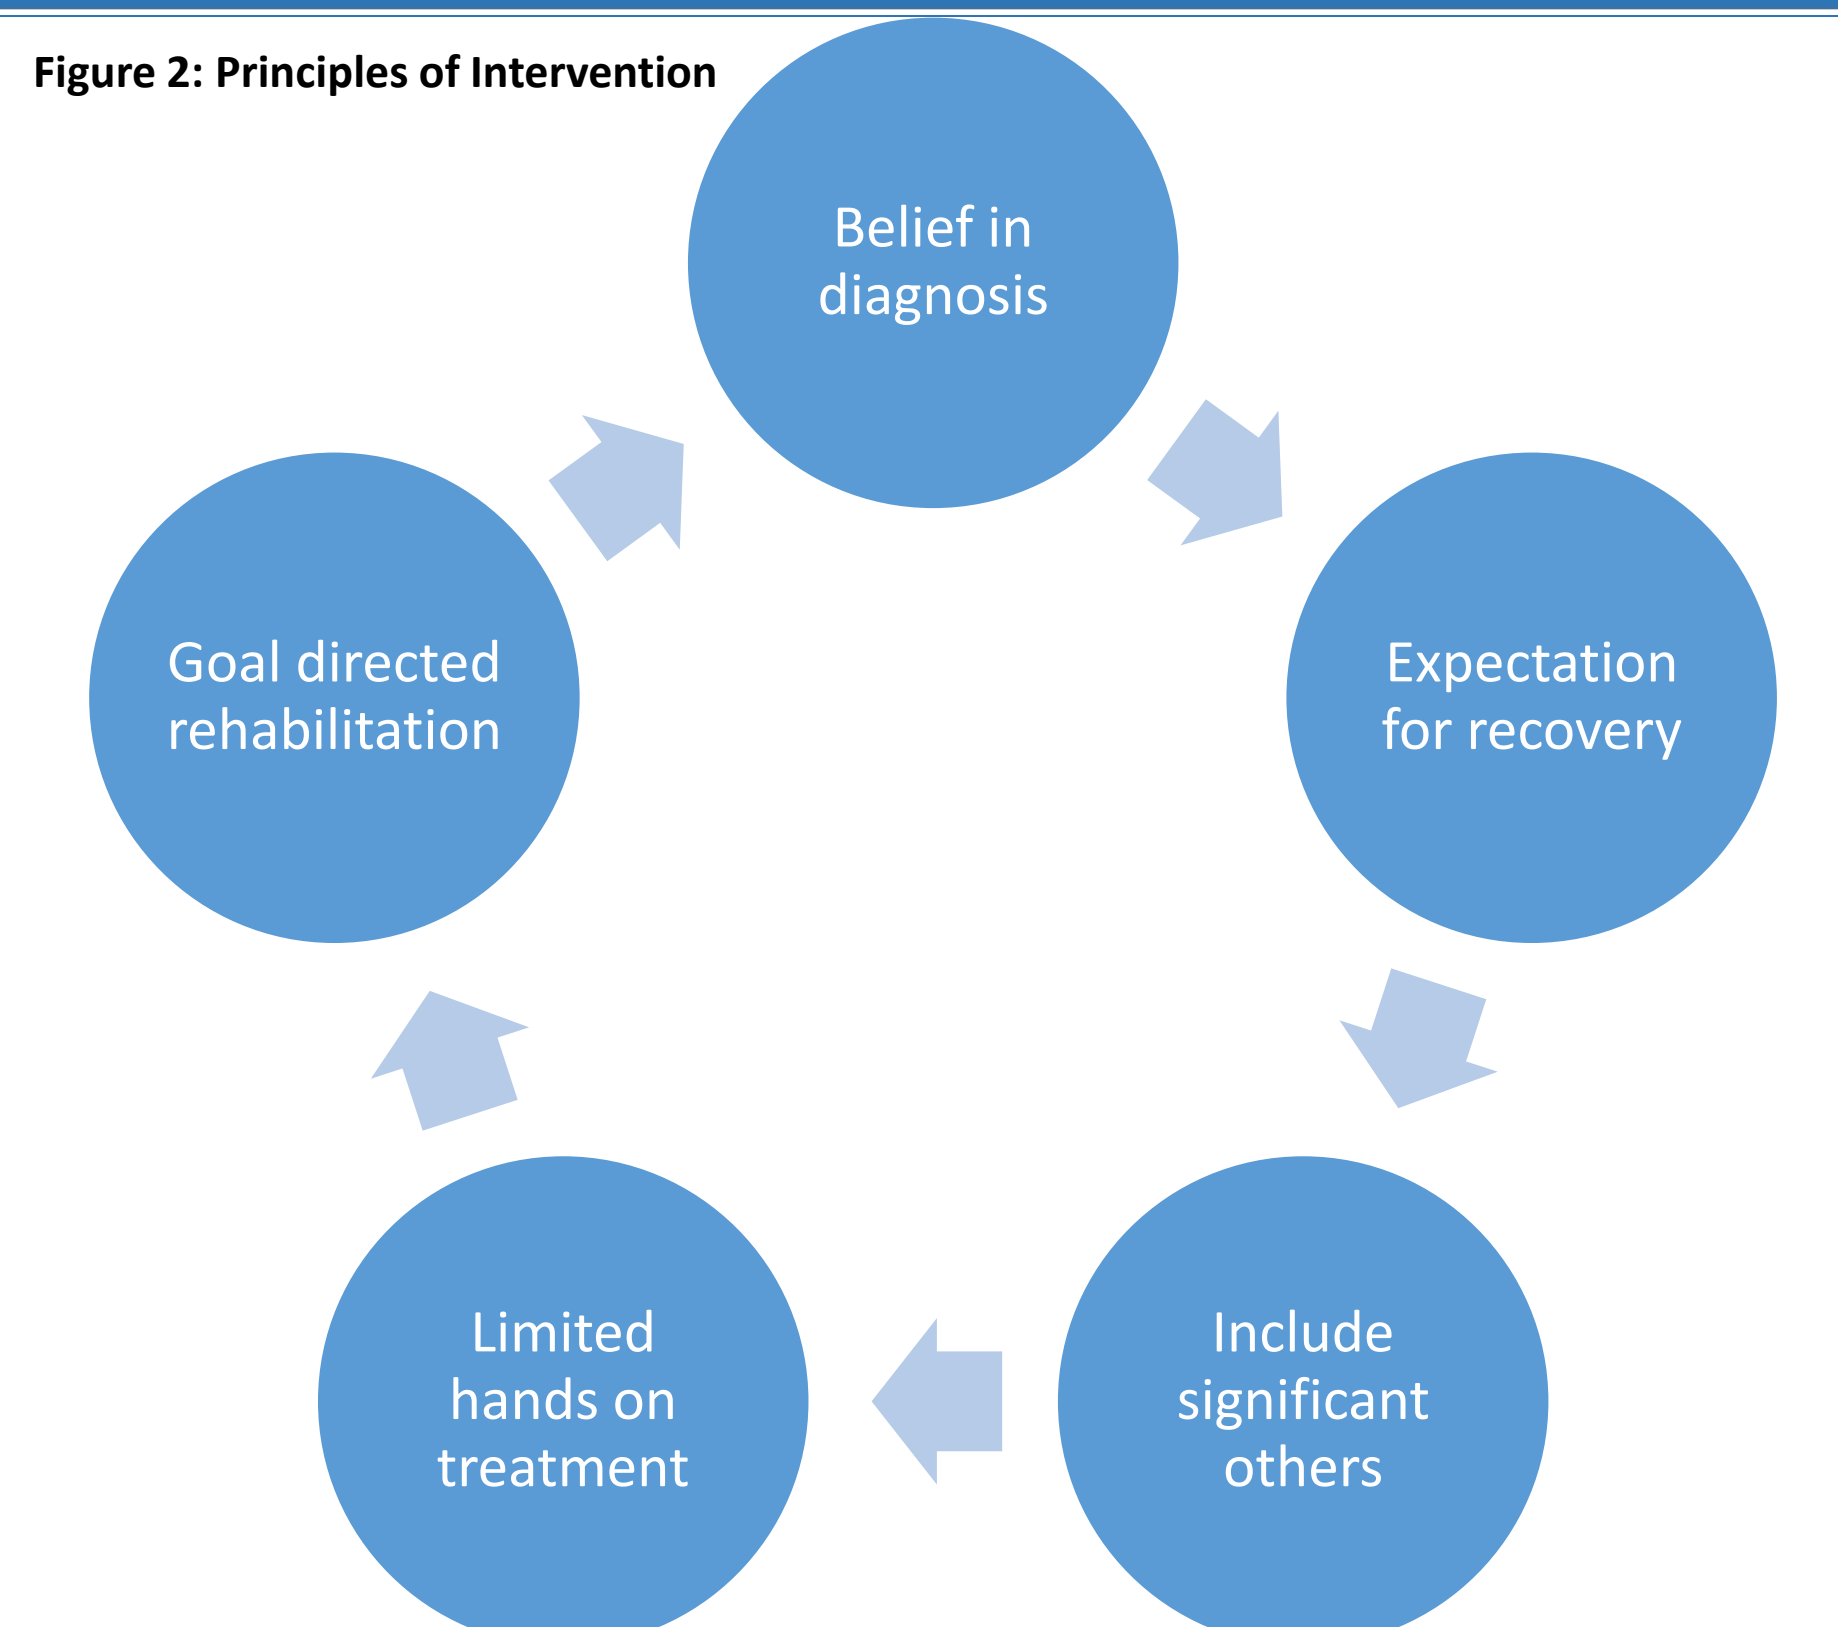 Figure 2: Principles of Intervention
Belief in
diagnosis
Expectation
for recovery
Include
significant
others
Limited
hands on
treatment
Goal directed
rehabilitation